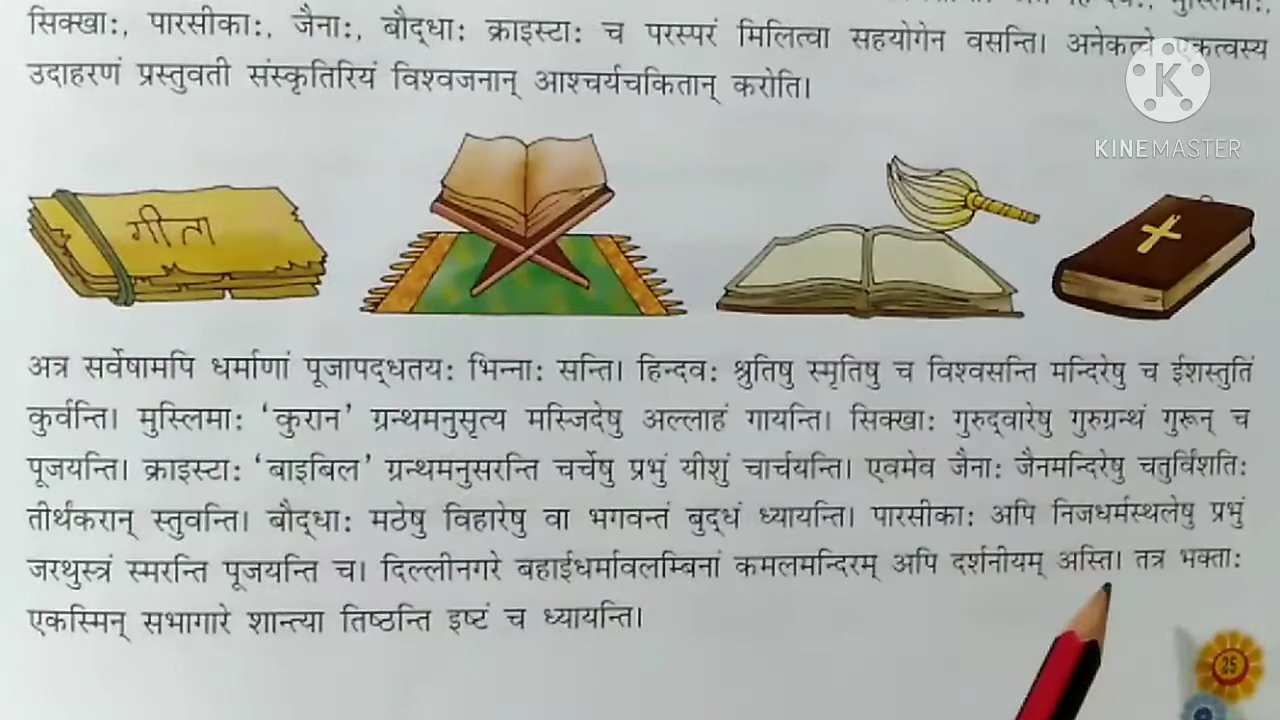 सिक्खाः, पारसीकाः, जैनाः, बौद्धाः क्राइस्टाः च परस्परं मिलित्वा सहयोगेन वसन्ति। अनेकत्वे एकत्वस्य
उदाहरणं प्रस्तुवती संस्कृतिरियं विश्वजनान् आश्चर्यचकितान् करोति।
K
KINEMASTER
गीता
अत्र सर्वेषामपि धर्माणां पूजापद्धतयः भिन्नाः सन्ति। हिन्दवः श्रुतिषु स्मृतिषु च विश्वसन्ति मन्दिरेषु च ईशस्तुतिं
कुर्वन्ति। मुस्लिमाः ‘कुरान’ ग्रन्थमनुसृत्य मस्जिदेषु अल्लाहं गायन्ति। सिक्खाः गुरुद्वारेषु गुरुग्रन्थं गुरून् च
पूजयन्ति। क्राइस्टाः ‘बाइबिल’ ग्रन्थमनुसरन्ति चर्चेषु प्रभुं यीशुं चार्चयन्ति। एवमेव जैनाः जैनमन्दिरेषु चतुर्विंशतिः
तीर्थंकरान् स्तुवन्ति। बौद्धाः मठेषु विहारेषु वा भगवन्तं बुद्धं ध्यायन्ति। पारसीकाः अपि निजधर्मस्थलेषु प्रभुं
जरथुस्त्रं स्मरन्ति पूजयन्ति च। दिल्लीनगरे बहाईधर्मावलम्बिनां कमलमन्दिरम् अपि दर्शनीयम् अस्ति। तत्र भक्ताः
एकस्मिन् सभागारे शान्त्या तिष्ठन्ति इष्टं च ध्यायन्ति।
25